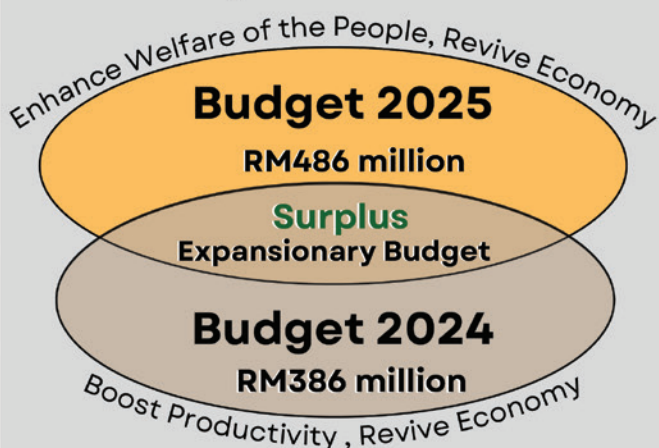 Enhance Welfare of the People, Revive Economy
Budget 2025
RM486 million
Surplus
Expansionary Budget
Budget 2024
RM386 million
Boost Productivity , Revive Economy